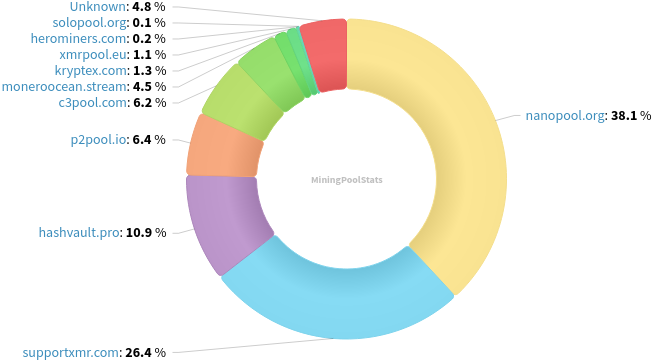 Unknown: 4.8 %
solopool.org: 0.1 %
herominers.com: 0.2 %
xmrpool.eu: 1.1 %
kryptex.com: 1.3 %
moneroocean.stream: 4.5 %
c3pool.com: 6.2 %
nanopool.org: 38.1 %
p2pool.io: 6.4 %
MiningPoolStats
hashvault.pro: 10.9 %
supportxmr.com: 26.4 %